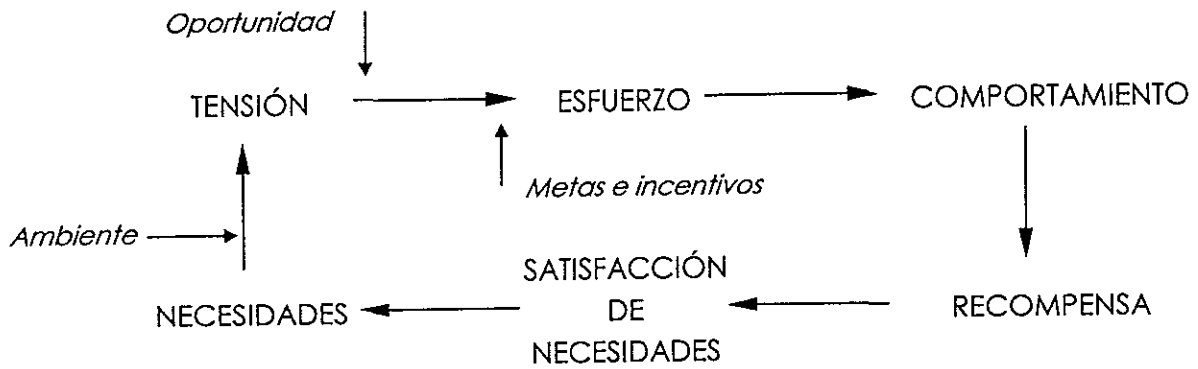 Oportunidad
TENSIÓN
ESFUERZO
COMPORTAMIENTO
Metas e incentivos
Ambiente
NECESIDADES
SATISFACCIÓN
DE
NECESIDADES
RECOMPENSA